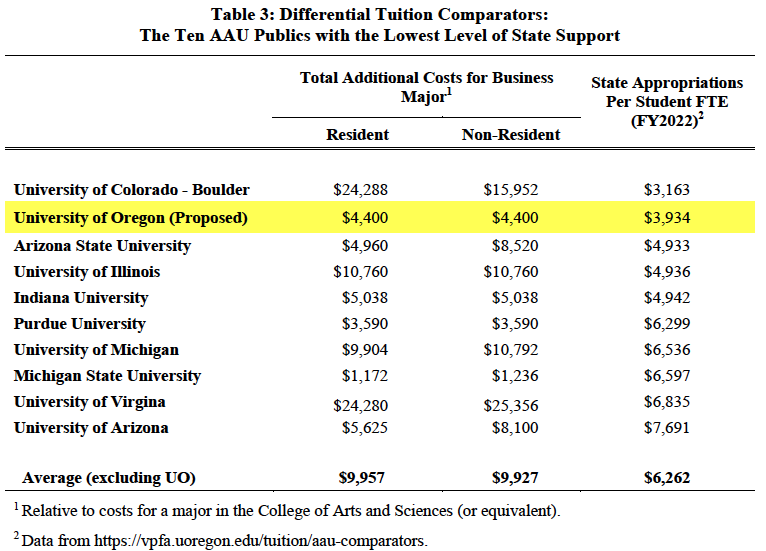 Table 3: Differential Tuition Comparators:
The Ten AAU Publics with the Lowest Level of State Support
Total Additional Costs for Business Major¹
State Appropriations Per Student FTE (FY2022)²
Resident Non-Resident
University of Colorado - Boulder $24,288 $15,952 $3,163
University of Oregon (Proposed) $4,400 $4,400 $3,934
Arizona State University $4,960 $8,520 $4,933
University of Illinois $10,760 $10,760 $4,936
Indiana University $5,038 $5,038 $4,942
Purdue University $3,590 $3,590 $6,299
University of Michigan $9,904 $10,792 $6,536
Michigan State University $1,172 $1,236 $6,597
University of Virgina $24,280 $25,356 $6,835
University of Arizona $5,625 $8,100 $7,691
Average (excluding UO) $9,957 $9,927 $6,262
¹ Relative to costs for a major in the College of Arts and Sciences (or equivalent).
² Data from https://vpfa.uoregon.edu/tuition/aau-comparators.